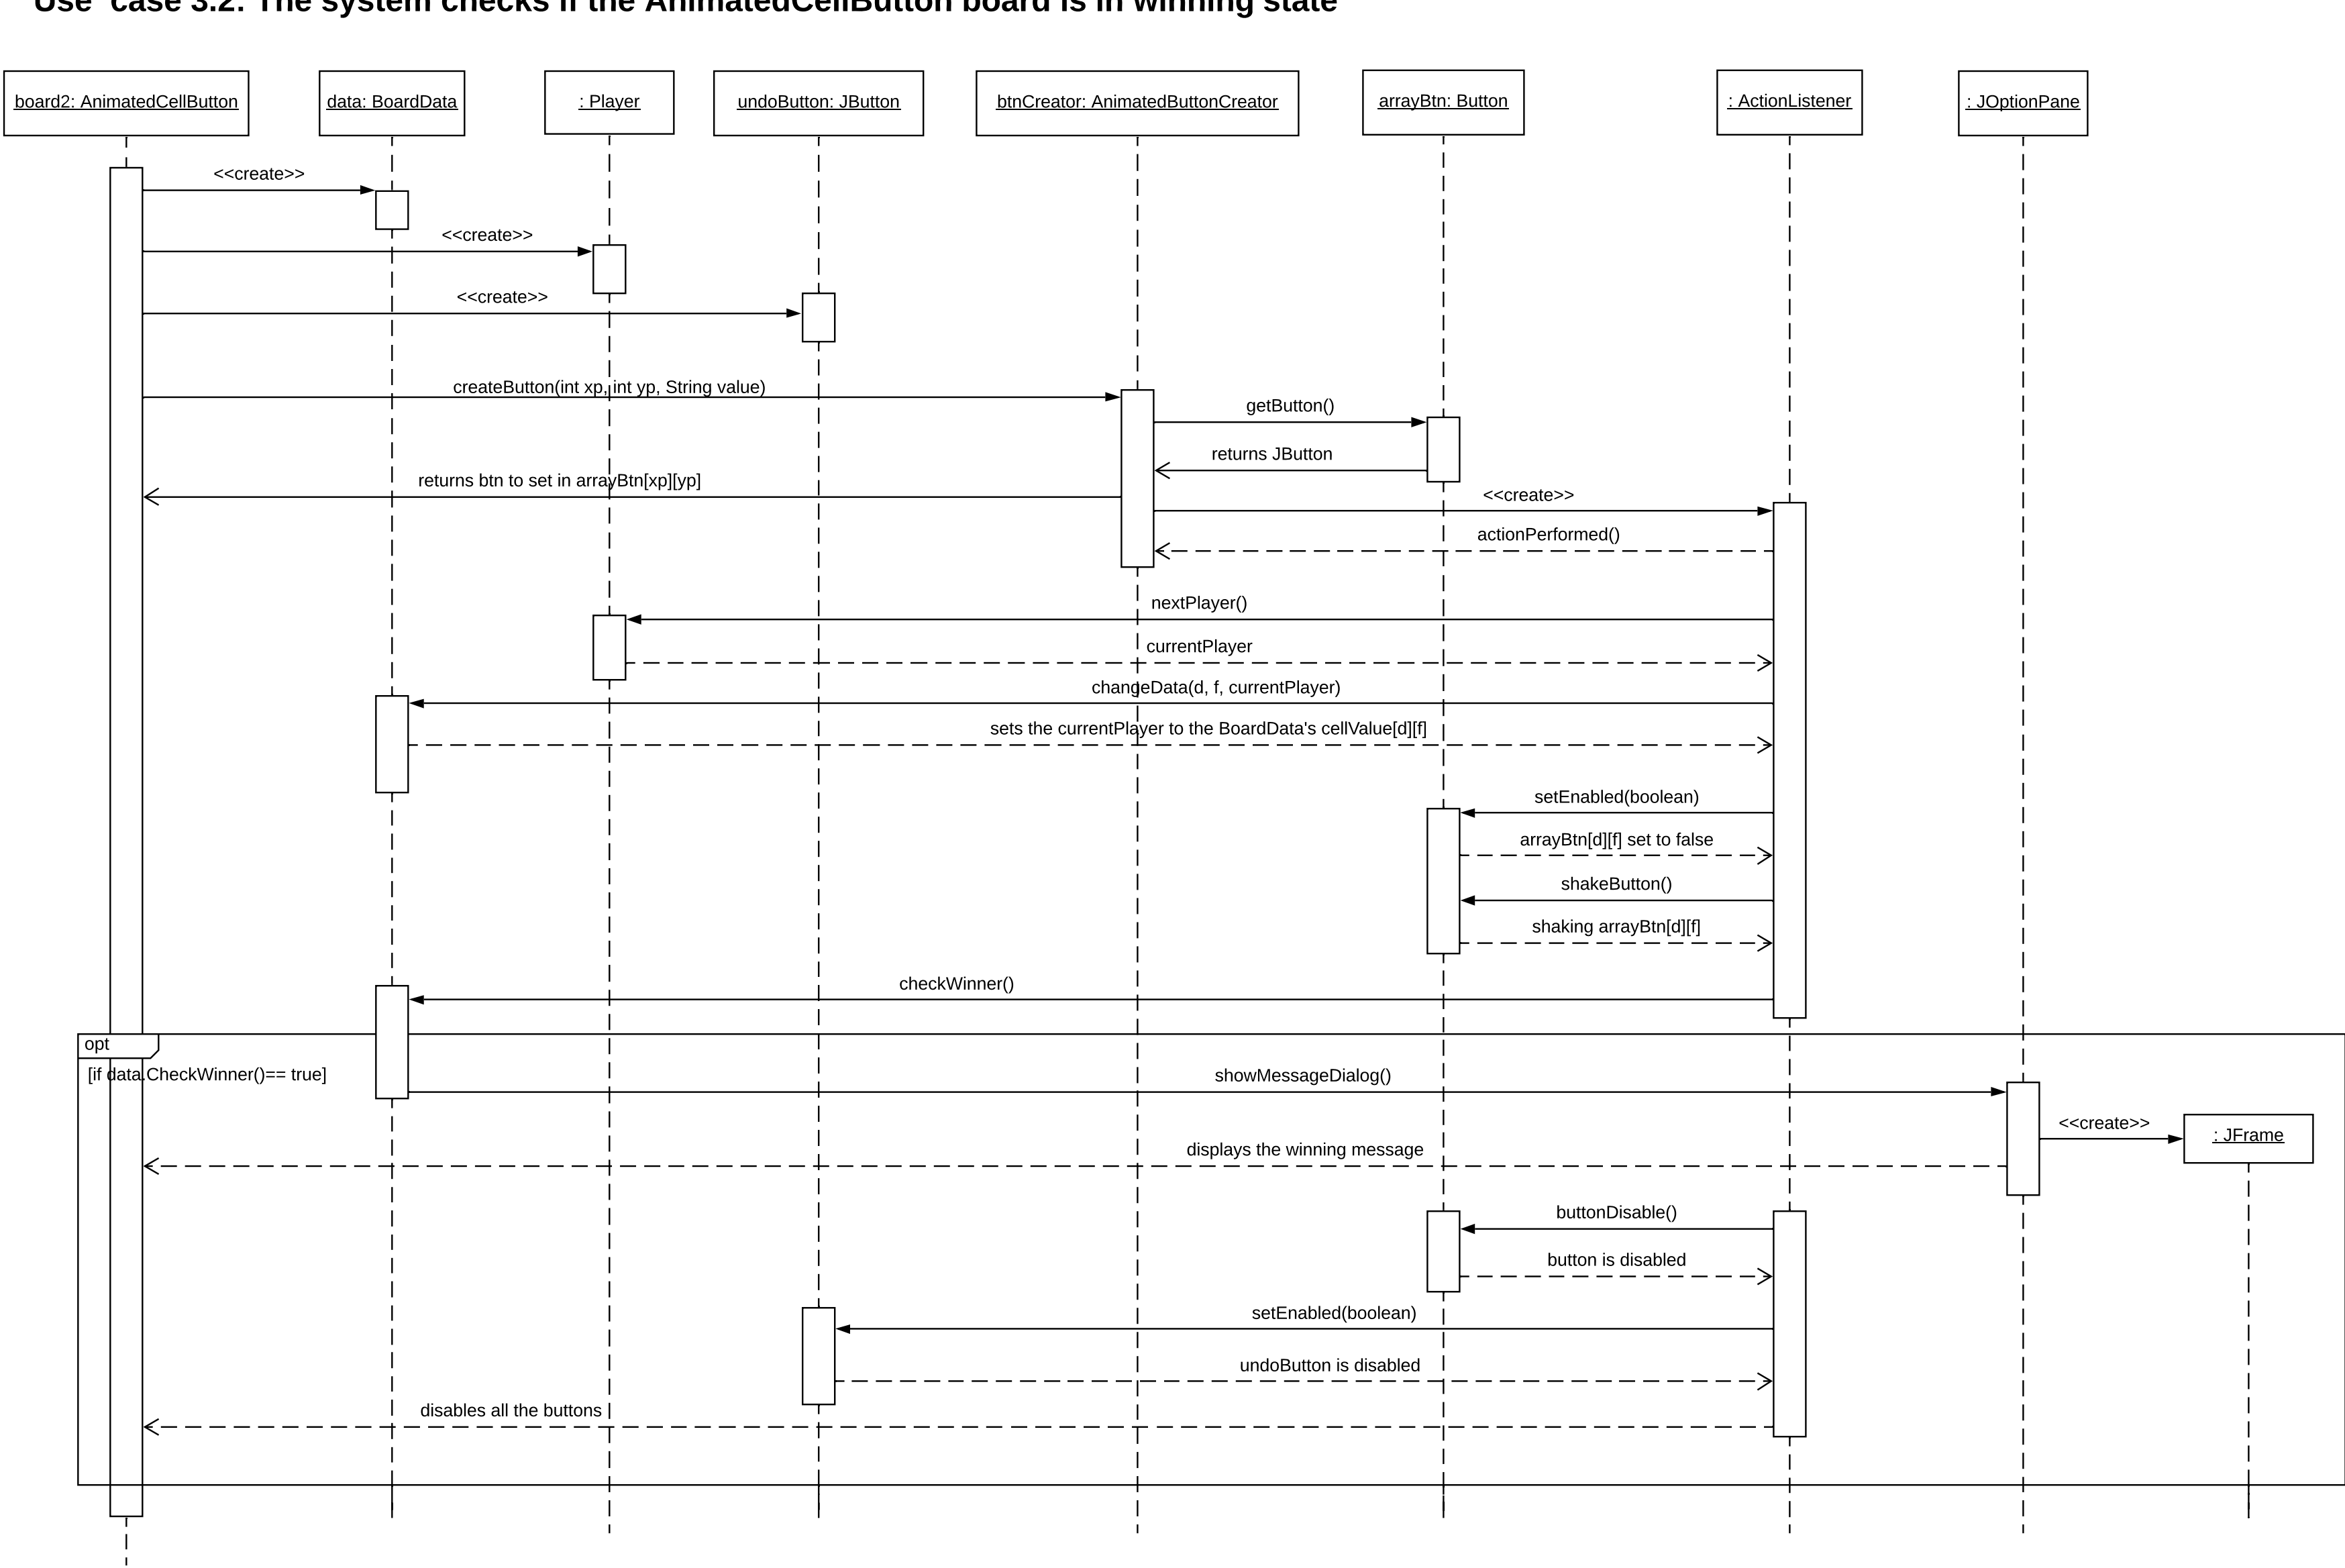 Use case 3.2: The system checks if the AnimatedCellButton board is in winning state
board2: AnimatedCellButton
data: BoardData
: Player
undoButton: JButton
btnCreator: AnimatedButtonCreator
arrayBtn: Button
: ActionListener
: JOptionPane
<<create>>
<<create>>
<<create>>
createButton(int xp, int yp, String value)
getButton()
returns JButton
returns btn to set in arrayBtn[xp][yp]
<<create>>
actionPerformed()
nextPlayer()
currentPlayer
changeData(d, f, currentPlayer)
sets the currentPlayer to the BoardData's cellValue[d][f]
setEnabled(boolean)
arrayBtn[d][f] set to false
shakeButton()
shaking arrayBtn[d][f]
checkWinner()
opt
[if data.CheckWinner()== true]
showMessageDialog()
<<create>>
: JFrame
displays the winning message
buttonDisable()
button is disabled
setEnabled(boolean)
undoButton is disabled
disables all the buttons